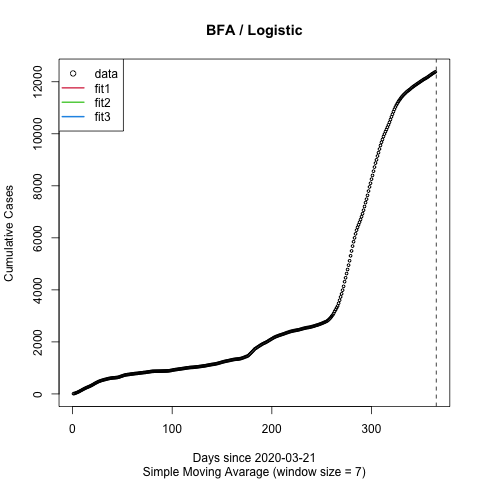 BFA / Logistic
data
fit1
fit2
fit3
Cumulative Cases
12000
10000
8000
6000
4000
2000
0
0 100 200 300
Days since 2020-03-21
Simple Moving Avarage (window size = 7)